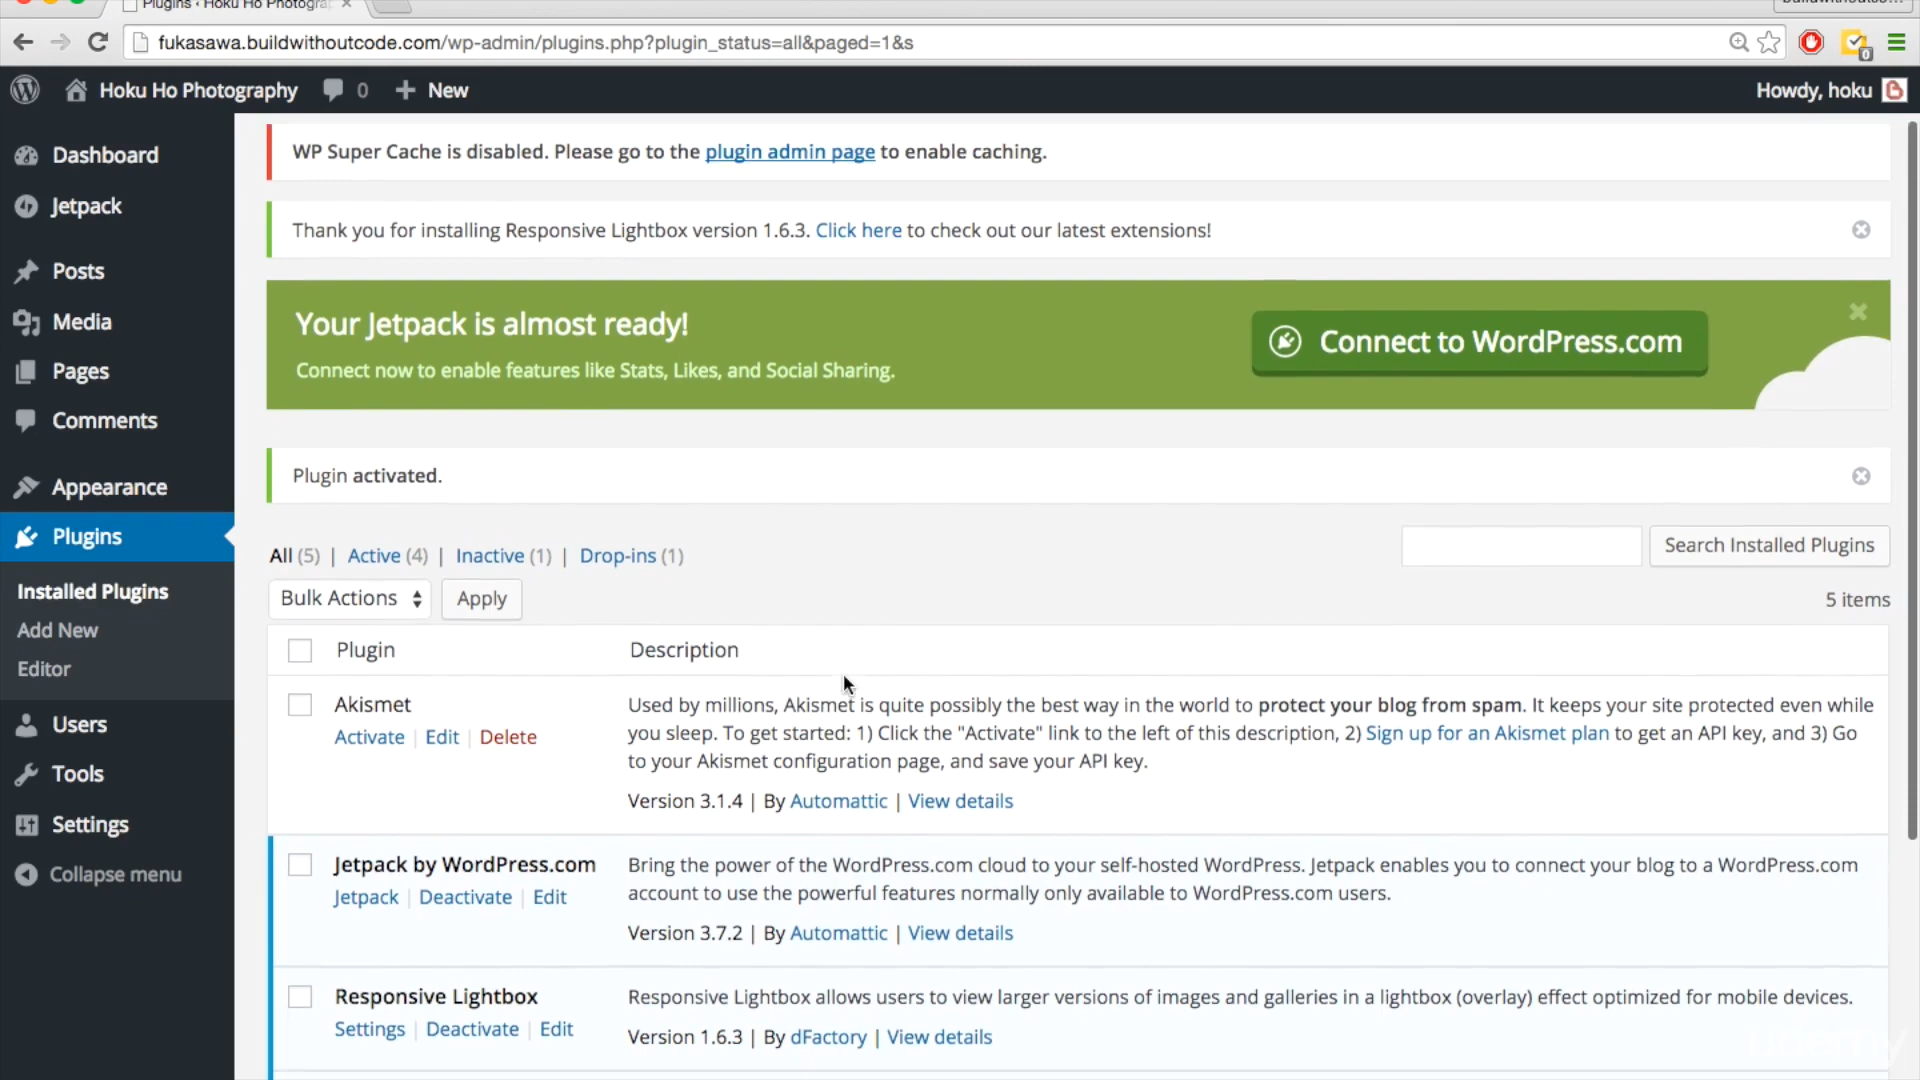 Plugins ‹ Hoku Ho Photogra
fukasawa.buildwithoutcode.com/wp-admin/plugins.php?plugin_status=all&paged=1&s
0
Hoku Ho Photography
0
New
Howdy, hoku
Dashboard
Jetpack
Posts
Media
Pages
Comments
Appearance
Plugins
Installed Plugins
Add New
Editor
Users
Tools
Settings
Collapse menu
WP Super Cache is disabled. Please go to the plugin admin page to enable caching.
Thank you for installing Responsive Lightbox version 1.6.3. Click here to check out our latest extensions!
Your Jetpack is almost ready!
Connect now to enable features like Stats, Likes, and Social Sharing.
Connect to WordPress.com
Plugin activated.
All (5) | Active (4) | Inactive (1) | Drop-ins (1)
Search Installed Plugins
Bulk Actions
Apply
5 items
Plugin
Description
Akismet
Activate | Edit | Delete
Used by millions, Akismet is quite possibly the best way in the world to protect your blog from spam. It keeps your site protected even while
you sleep. To get started: 1) Click the "Activate" link to the left of this description, 2) Sign up for an Akismet plan to get an API key, and 3) Go
to your Akismet configuration page, and save your API key.
Version 3.1.4 | By Automattic | View details
Jetpack by WordPress.com
Jetpack | Deactivate | Edit
Bring the power of the WordPress.com cloud to your self-hosted WordPress. Jetpack enables you to connect your blog to a WordPress.com
account to use the powerful features normally only available to WordPress.com users.
Version 3.7.2 | By Automattic | View details
Responsive Lightbox
Settings | Deactivate | Edit
Responsive Lightbox allows users to view larger versions of images and galleries in a lightbox (overlay) effect optimized for mobile devices.
Version 1.6.3 | By dFactory | View details
udemy